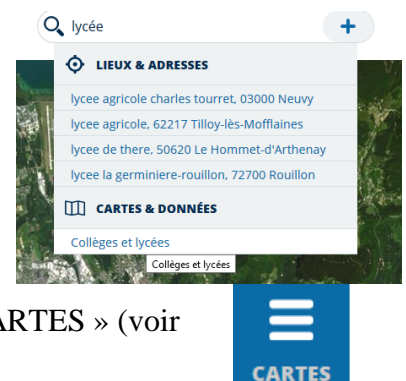 lycée
LIEUX & ADRESSES
lycee agricole charles tourret, 03000 Neuvy
lycee agricole, 62217 Tilloy-lès-Mofflaines
lycee de there, 50620 Le Hommet-d'Arthenay
lycee la germiniere-rouillon, 72700 Rouillon
CARTES & DONNÉES
Collèges et lycées
Collèges et lycées
ARTES » (voir
CARTES